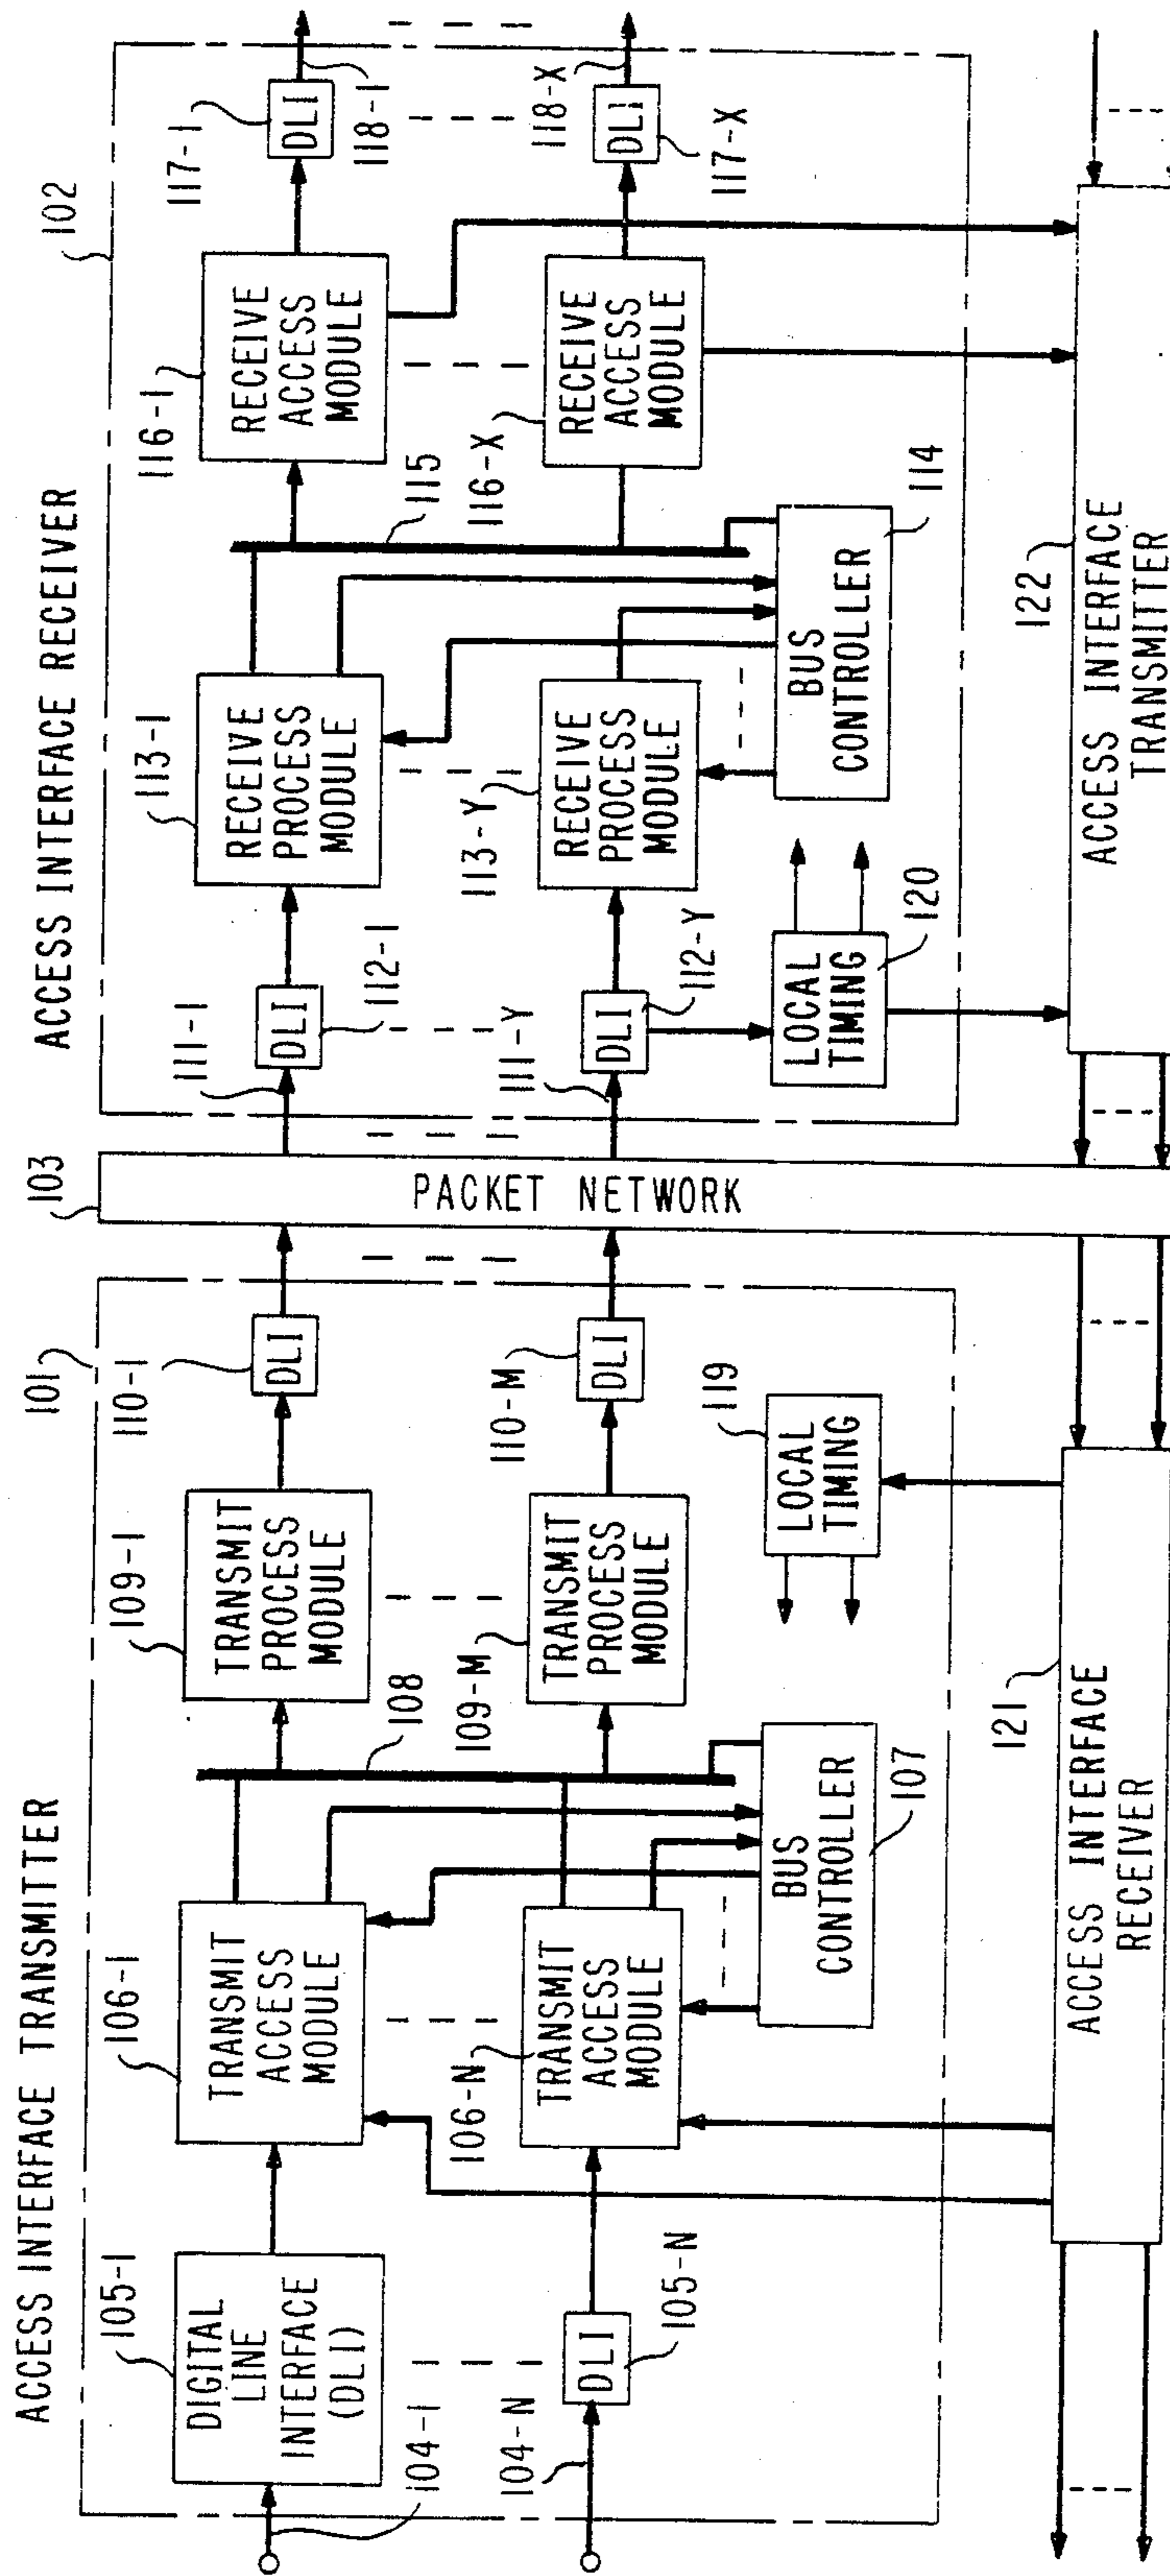 ACCESS INTERFACE TRANSMITTER
101
105-1
DIGITAL
LINE
INTERFACE
(DLI)
104-1
106-1
TRANSMIT
ACCESS
MODULE
108
109-1
TRANSMIT
PROCESS
MODULE
110-1
DLI
104-N
DLI
105-N
106-N
TRANSMIT
ACCESS
MODULE
109-M
TRANSMIT
PROCESS
MODULE
110-M
DLI
BUS
CONTROLLER
107
119
LOCAL
TIMING
121
ACCESS INTERFACE
RECEIVER
103
PACKET NETWORK
ACCESS INTERFACE RECEIVER
102
111-1
DLI
112-1
113-1
RECEIVE
PROCESS
MODULE
115
116-1
RECEIVE
ACCESS
MODULE
117-1
DLI
118-1
111-Y
DLI
112-Y
113-Y
RECEIVE
PROCESS
MODULE
116-X
RECEIVE
ACCESS
MODULE
118-X
DLI
117-X
LOCAL
TIMING
120
BUS
CONTROLLER
114
122
ACCESS INTERFACE
TRANSMITTER